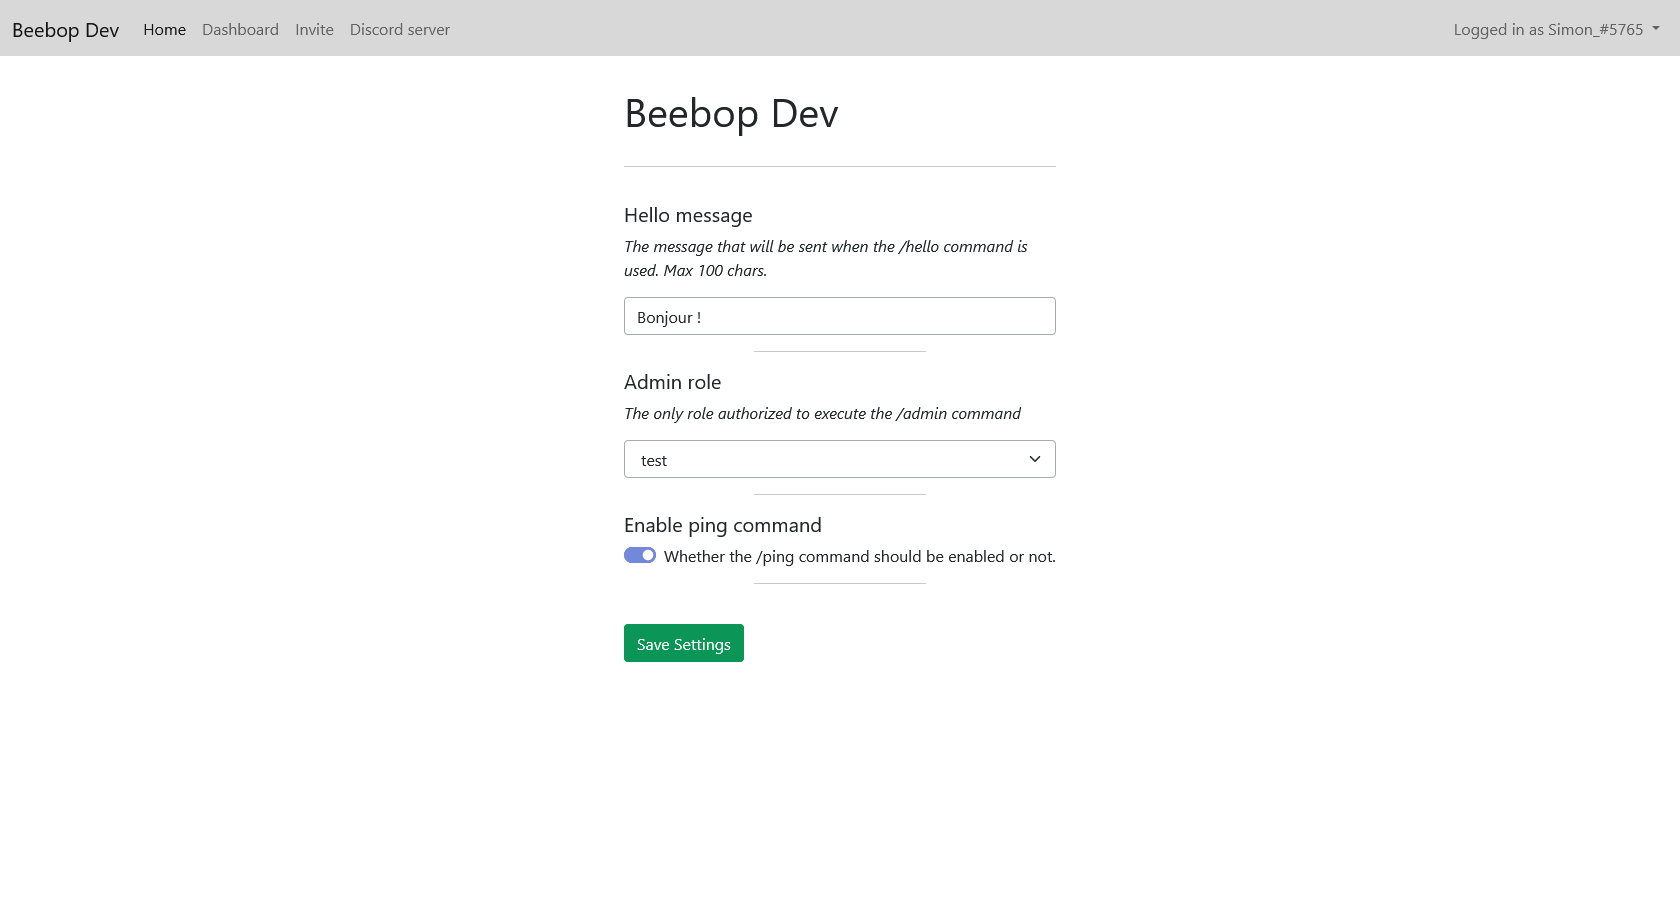 Beebop Dev Home Dashboard Invite Discord server Logged in as Simon_#5765
Beebop Dev
Hello message
The message that will be sent when the /hello command is
used. Max 100 chars.
Bonjour !
Admin role
The only role authorized to execute the /admin command
test
Enable ping command
Whether the /ping command should be enabled or not.
Save Settings